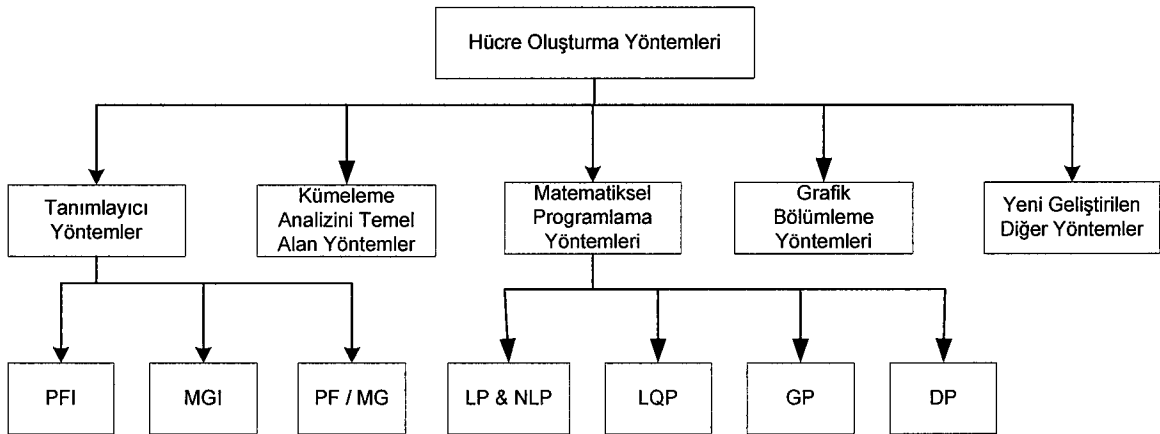 Hücre Oluşturma Yöntemleri
Tanımlayıcı
Yöntemler
Kümeleme
Analizini Temel
Alan Yöntemler
Matematiksel
Programlama
Yöntemleri
Grafik
Bölümleme
Yöntemleri
Yeni Geliştirilen
Diğer Yöntemler
PFI
MGI
PF / MG
LP & NLP
LQP
GP
DP